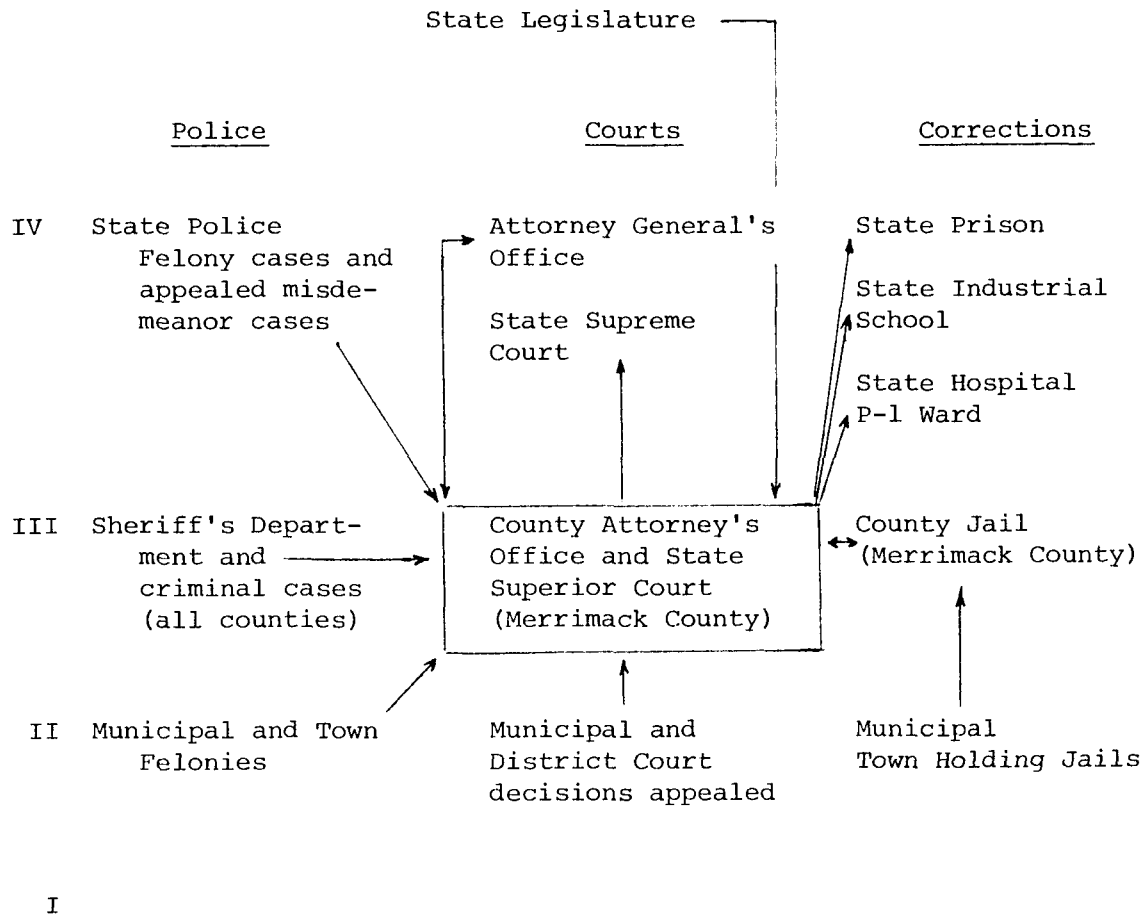 State Legislature
Police
Courts
Corrections
IV
State Police
Felony cases and
appealed misde-
meanor cases
Attorney General's
Office
State Supreme
Court
State Prison
State Industrial
School
State Hospital
P-1 Ward
III
Sheriff's Depart-
ment and
criminal cases
(all counties)
County Attorney's
Office and State
Superior Court
(Merrimack County)
County Jail
(Merrimack County)
II
Municipal and Town
Felonies
Municipal and
District Court
decisions appealed
Municipal
Town Holding Jails
I